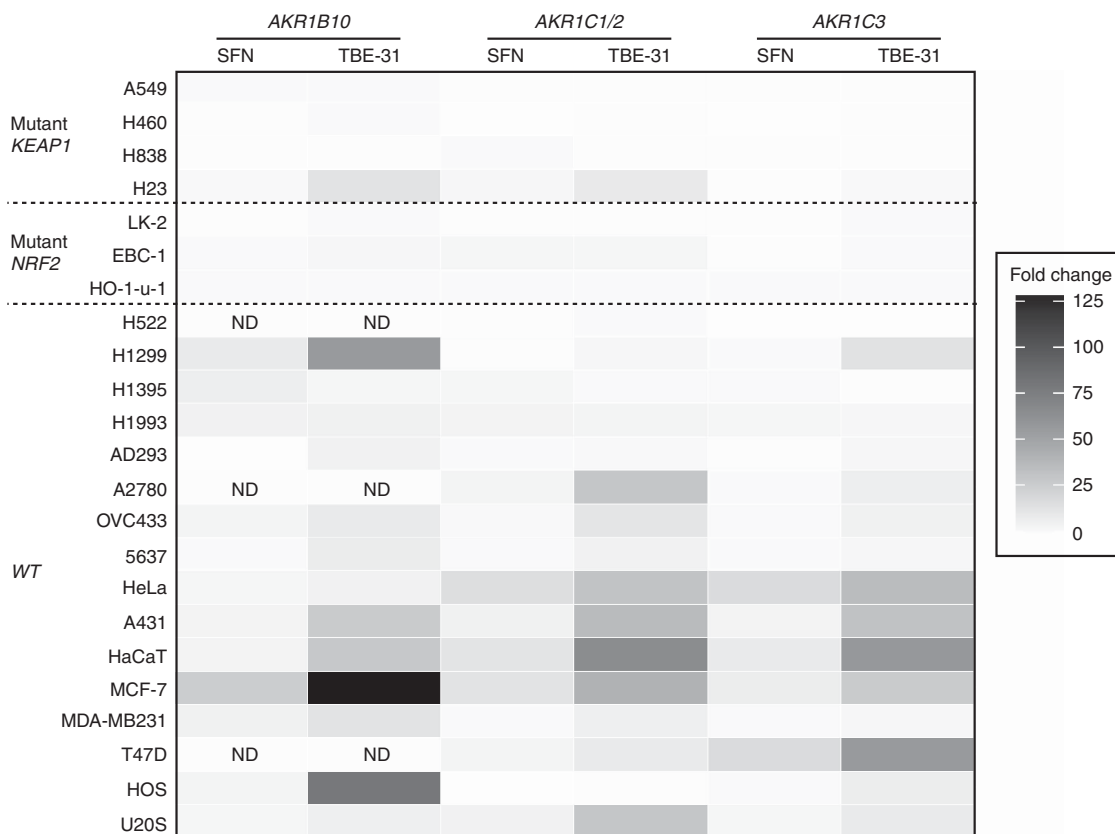 AKR1B10 AKR1C1/2 AKR1C3
SFN TBE-31 SFN TBE-31 SFN TBE-31
Mutant
KEAP1
A549
H460
H838
H23
Mutant
NRF2
LK-2
EBC-1
HO-1-u-1
WT
H522 ND ND
H1299
H1395
H1993
AD293
A2780 ND ND
OVC433
5637
HeLa
A431
HaCaT
MCF-7
MDA-MB231
T47D ND ND
HOS
U20S
Fold change
125
100
75
50
25
0